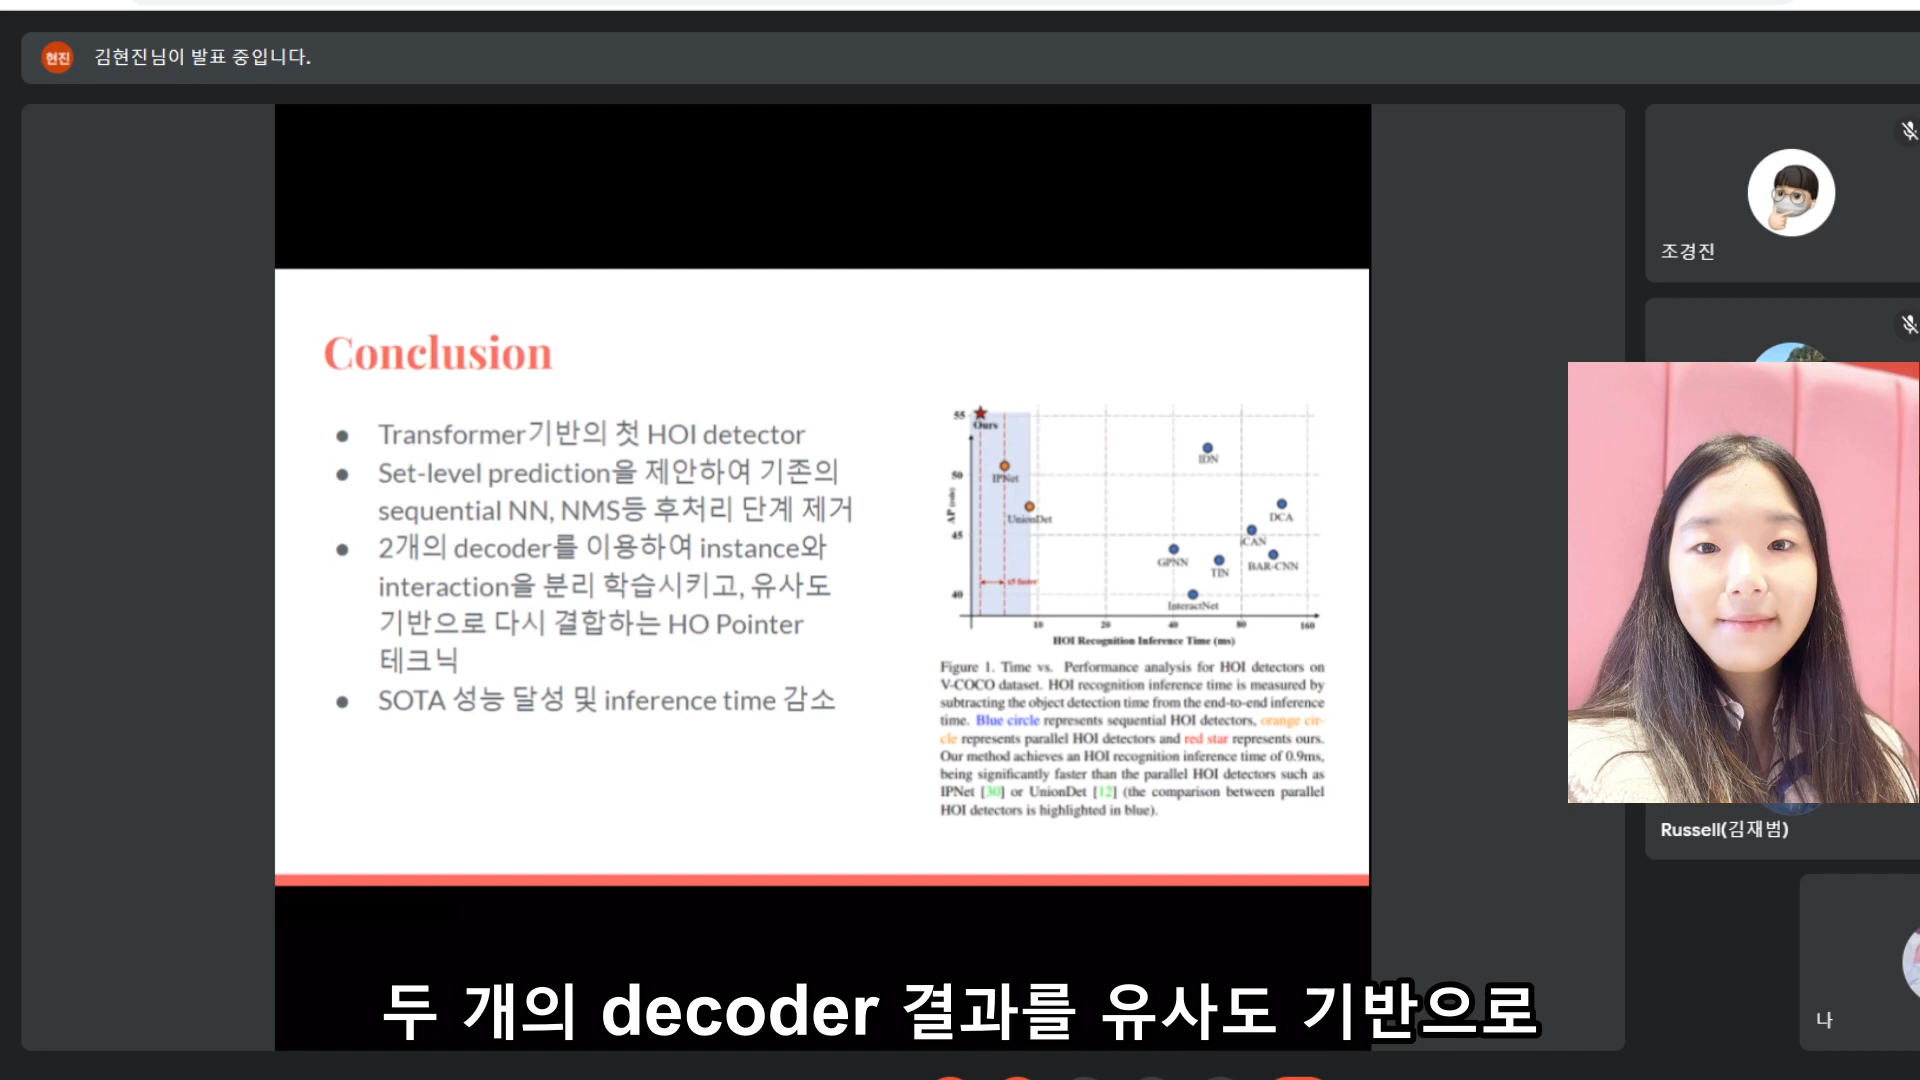 현진 김현진님이 발표 중입니다.
Conclusion
● Transformer기반의 첫 HOI detector
● Set-level prediction을 제안하여 기존의
sequential NN, NMS등 후처리 단계 제거
● 2개의 decoder를 이용하여 instance와
interaction을 분리 학습시키고, 유사도
기반으로 다시 결합하는 HO Pointer
테크닉
● SOTA 성능 달성 및 inference time 감소
55
Ours
IDN
50
IPNet
UnionDet
DCA
45
iCAN
GPNN
TIN
BAR-CNN
x5 faster
40
InteractNet
10 20 40 80 160
HOI Recognition Inference Time (ms)
Figure 1. Time vs. Performance analysis for HOI detectors on
V-COCO dataset. HOI recognition inference time is measured by
subtracting the object detection time from the end-to-end inference
time. Blue circle represents sequential HOI detectors, orange cir-
cle represents parallel HOI detectors and red star represents ours.
Our method achieves an HOI recognition inference time of 0.9ms,
being significantly faster than the parallel HOI detectors such as
IPNet [30] or UnionDet [12] (the comparison between parallel
HOI detectors is highlighted in blue).
조경진
Russell(김재범)
나
두 개의 decoder 결과를 유사도 기반으로